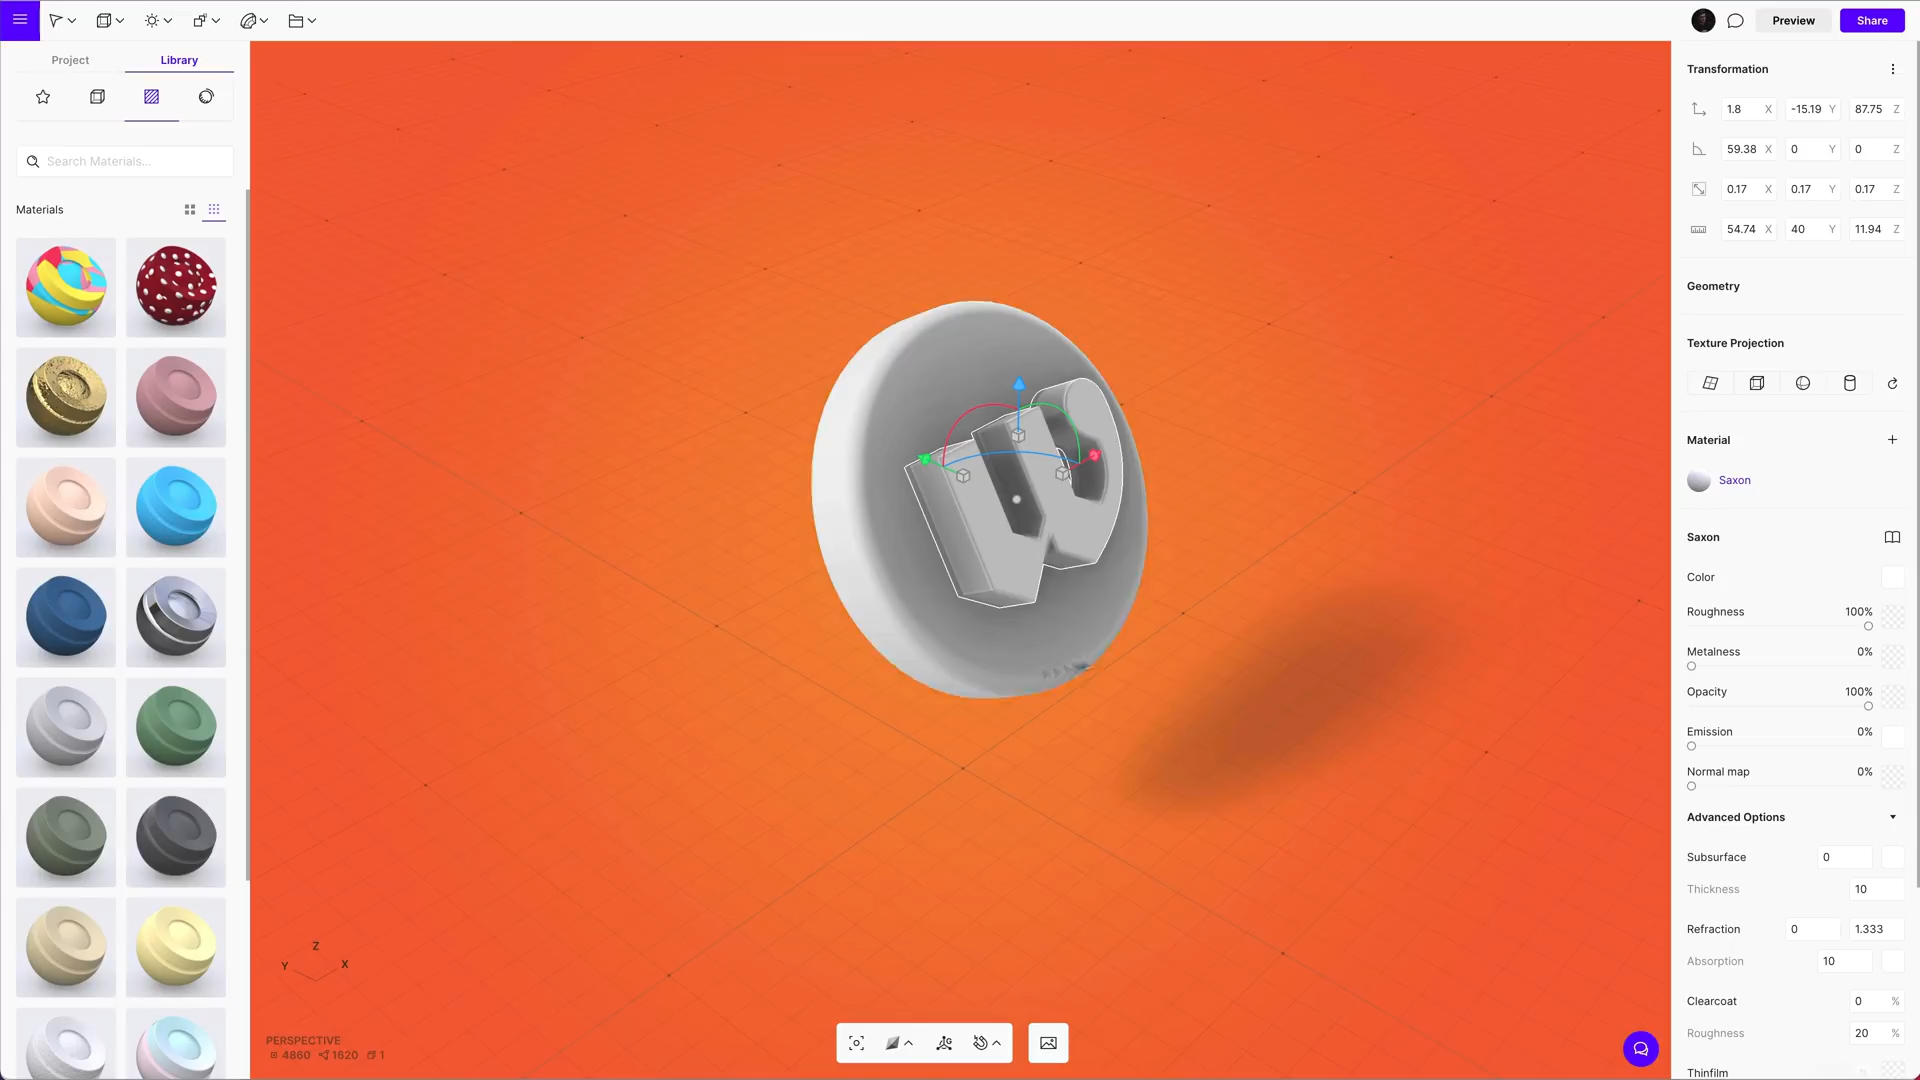 Preview
Share
Project
Library
Search Materials...
Materials
PERSPECTIVE
4860 1620 1
Z
Y X
Transformation
1.8 X -15.19 Y 87.75 Z
59.38 X 0 Y 0 Z
0.17 X 0.17 Y 0.17 Z
54.74 X 40 Y 11.94 Z
Geometry
Texture Projection
Material
Saxon
Saxon
Color
Roughness 100%
Metalness 0%
Opacity 100%
Emission 0%
Normal map 0%
Advanced Options
Subsurface 0
Thickness 10
Refraction 0 1.333
Absorption 10
Clearcoat 0 %
Roughness 20 %
Thinfilm